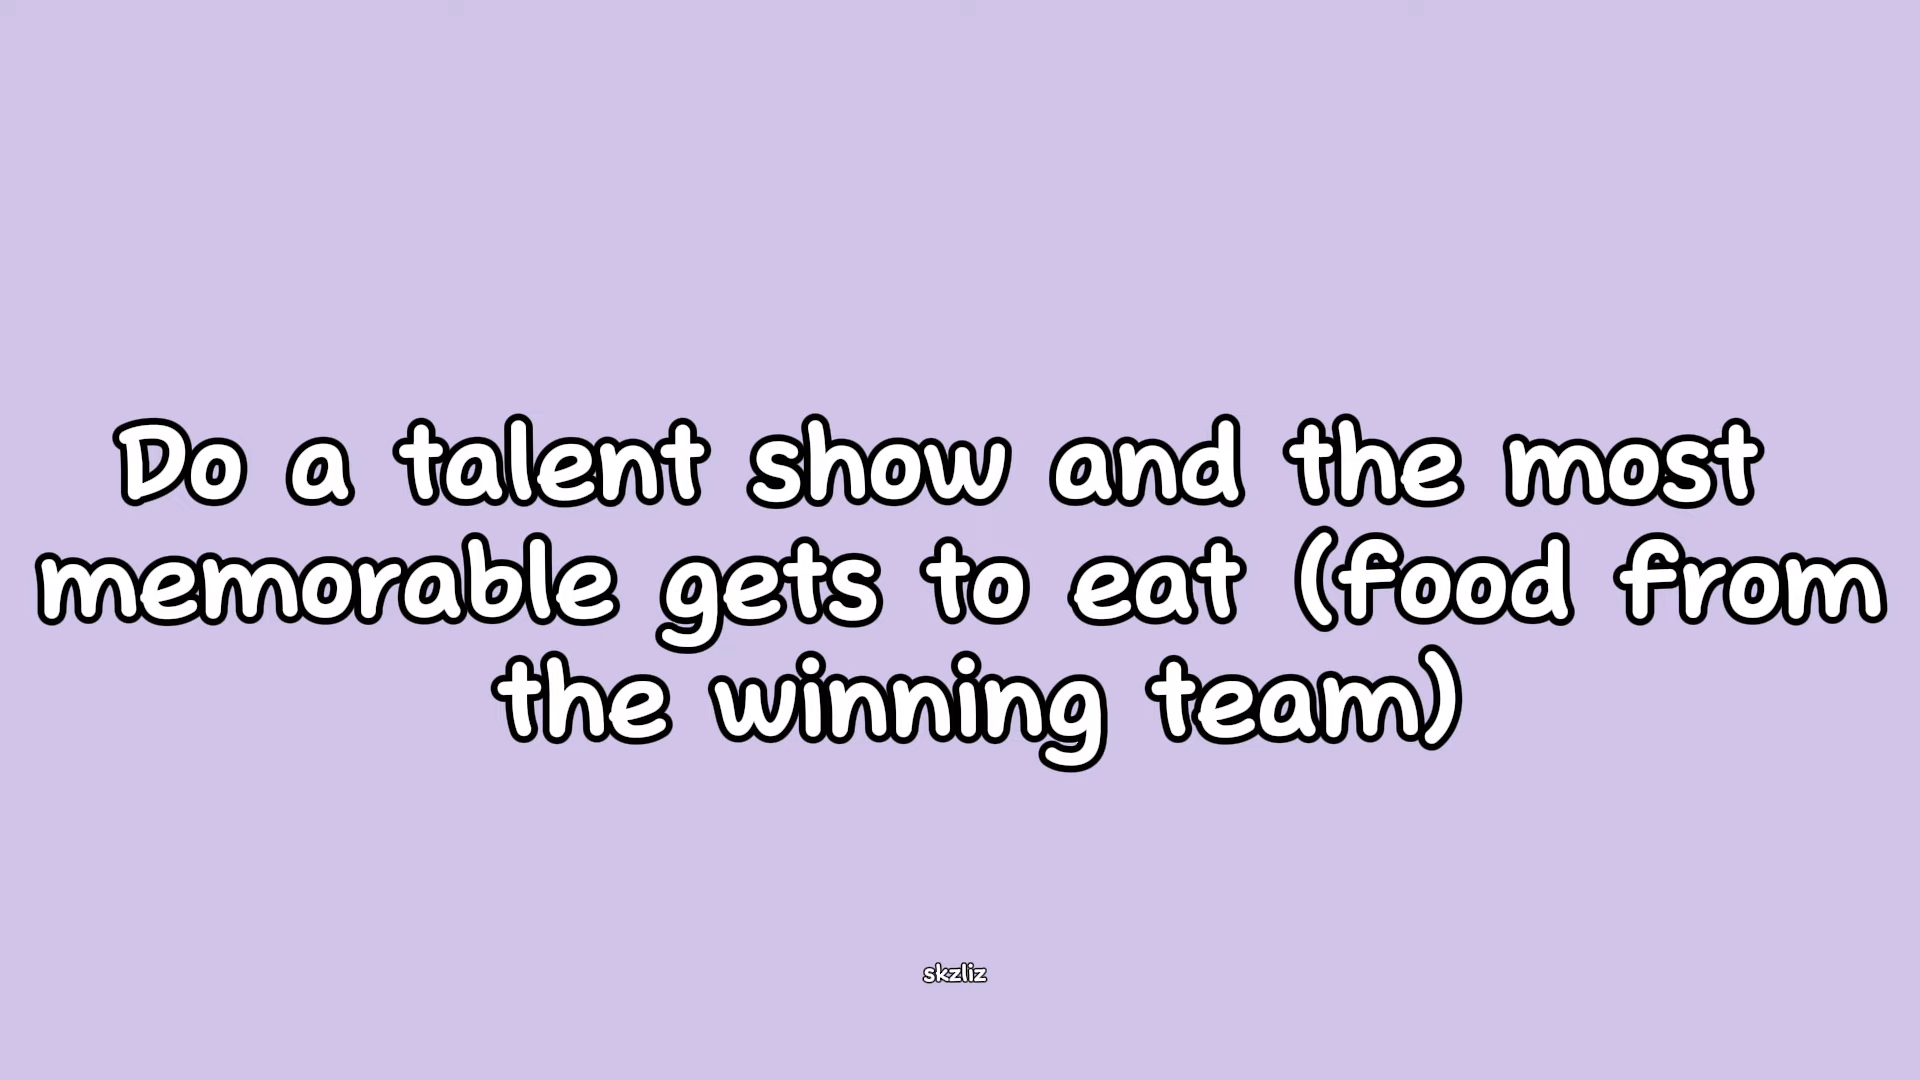 Do a talent show and the most
memorable gets to eat (food from
the winning team)
skzliz